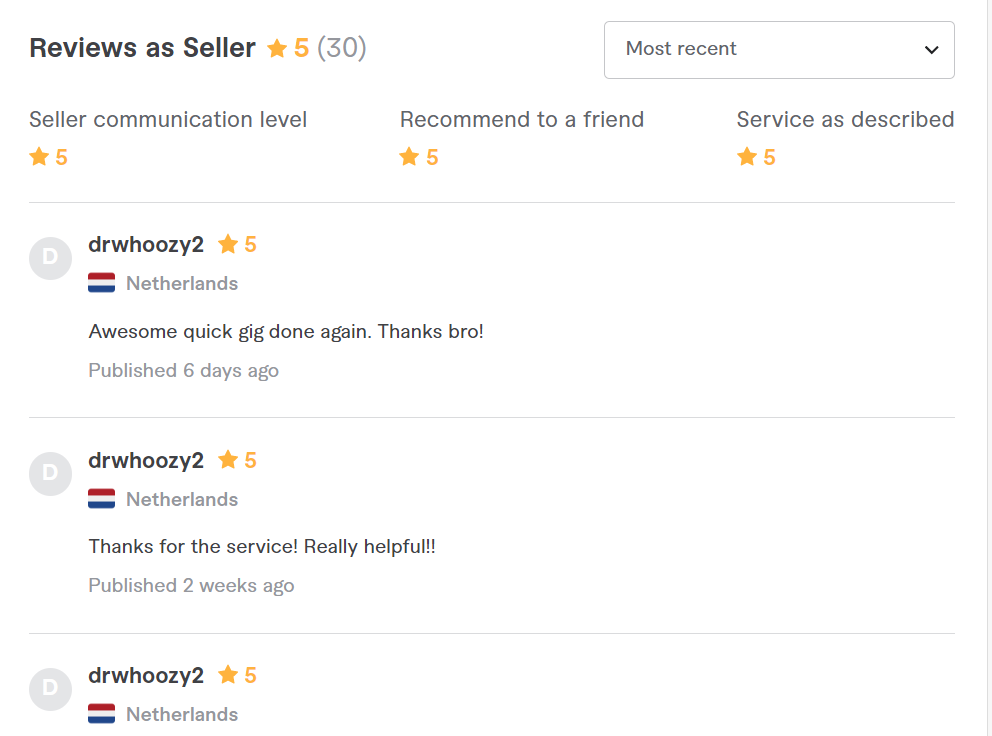 Reviews as Seller 5 (30)
Most recent
Seller communication level
Recommend to a friend
Service as described
5
5
5
D
drwhoozy2 5
Netherlands
Awesome quick gig done again. Thanks bro!
Published 6 days ago
D
drwhoozy2 5
Netherlands
Thanks for the service! Really helpful!!
Published 2 weeks ago
D
drwhoozy2 5
Netherlands